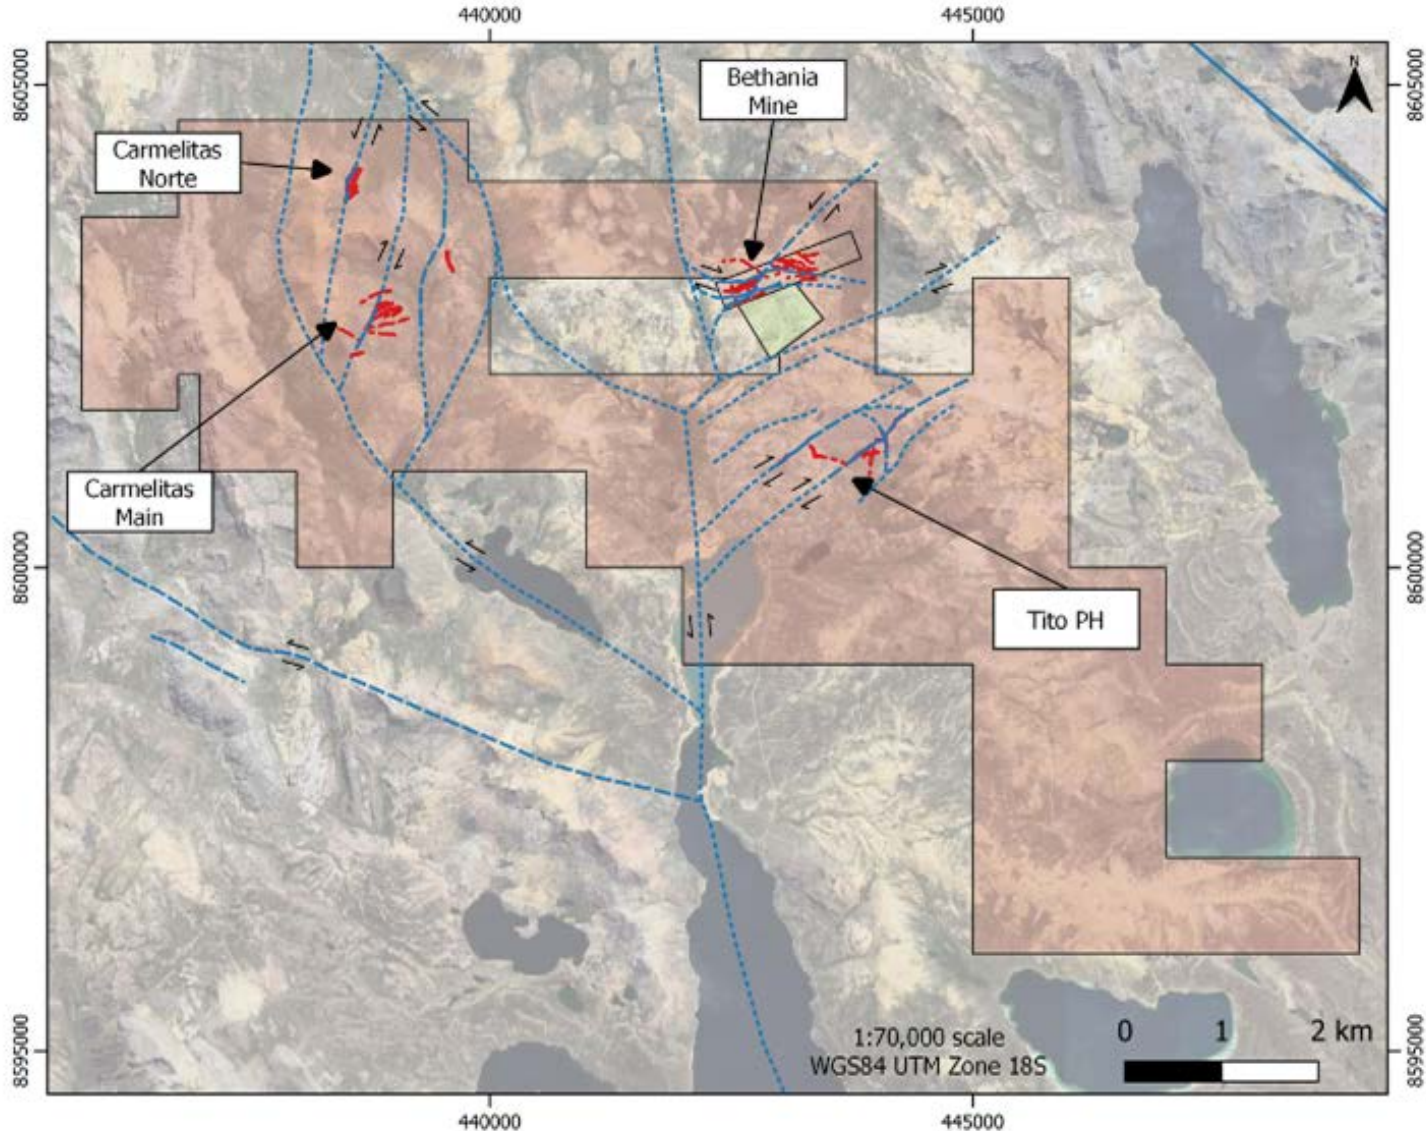 440000
445000
8605000
8605000
N
Bethania
Mine
Carmelitas
Norte
Carmelitas
Main
8600000
8600000
Tito PH
1:70,000 scale
WGS84 UTM Zone 18S
0 1 2 km
8595000
8595000
440000
445000